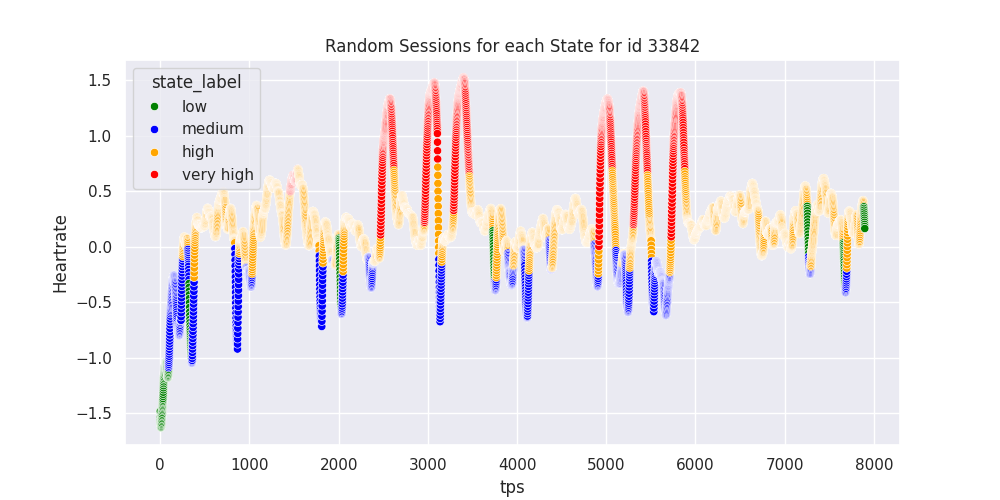 Random Sessions for each State for id 33842
state_label
low
medium
high
very high
Heartrate
1.5
1.0
0.5
0.0
−0.5
−1.0
−1.5
0 1000 2000 3000 4000 5000 6000 7000 8000
tps